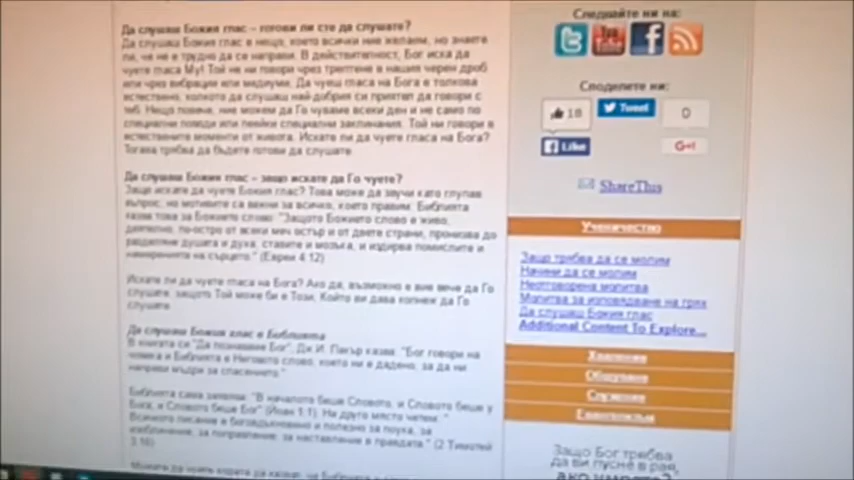 Да слушаш Божия глас – готови ли сте да слушате?
Да слушаш Божия глас е нещо, което всички ние желаем, но знаете
ли, че не е трудно да се направи. В действителност, Бог иска да
чуете гласа Му! Той не ни говори чрез трептене в нашия черен дроб
или чрез вибрации или медиуми. Да чуеш гласа на Бога е толкова
естествено, колкото да слушаш най-добрия си приятел да говори с
теб. Нещо повече, ние можем да Го чуваме всеки ден и не само по
специални поводи или пеейки специални заклинания. Той ни говори в
естествените моменти от живота. Искате ли да чуете гласа на Бога?
Тогава трябва да бъдете готови да слушате.
Да слушаш Божия глас – защо искате да Го чуете?
Защо искате да чуете Божия глас? Това може да звучи като глупав
въпрос, но мотивите са важни за всичко, което правим. Библията
казва това за Божието слово: "Защото Божието слово е живо,
деятелно, по-остро от всеки меч остър и от двете страни, пронизва до
разделяне душата и духа, ставите и мозъка, и издирва помислите и
намеренията на сърцето." (Евреи 4:12)
Искате ли да чуете гласа на Бога? Ако да, възможно е вие вече да Го
слушате, защото Той може би е Този, Който ви дава копнеж да Го
слушате.
Да слушаш Божия глас в Библията
В книгата си "Да познаваме Бог", Дж.И. Пакър казва: "Бог говори на
човека и Библията е Неговото слово, което ни е дадено, за да ни
направи мъдри за спасението."
Библията сама заявява: "В началото беше Словото, и Словото беше у
Бога, и Словото беше Бог" (Йоан 1:1). На друго място четем: "
Всичкото писание е боговдъхновено и полезно за поука, за
изобличение, за поправление, за наставление в правдата." (2 Тимотей
3:16)
Следвайте ни на:
You Tube
Споделете ни:
18
Tweet
0
Like
G+1
ShareThis
Ученичество
Защо трябва да се молим
Начини да се молим
Неотговорена молитва
Молитва за изповядване на грях
Да слушаш Божия глас
Additional Content To Explore...
Хваление
Общуване
Служение
Евангелизъм
Защо Бог трябва
да ви пусне в рая,
ако умрете?